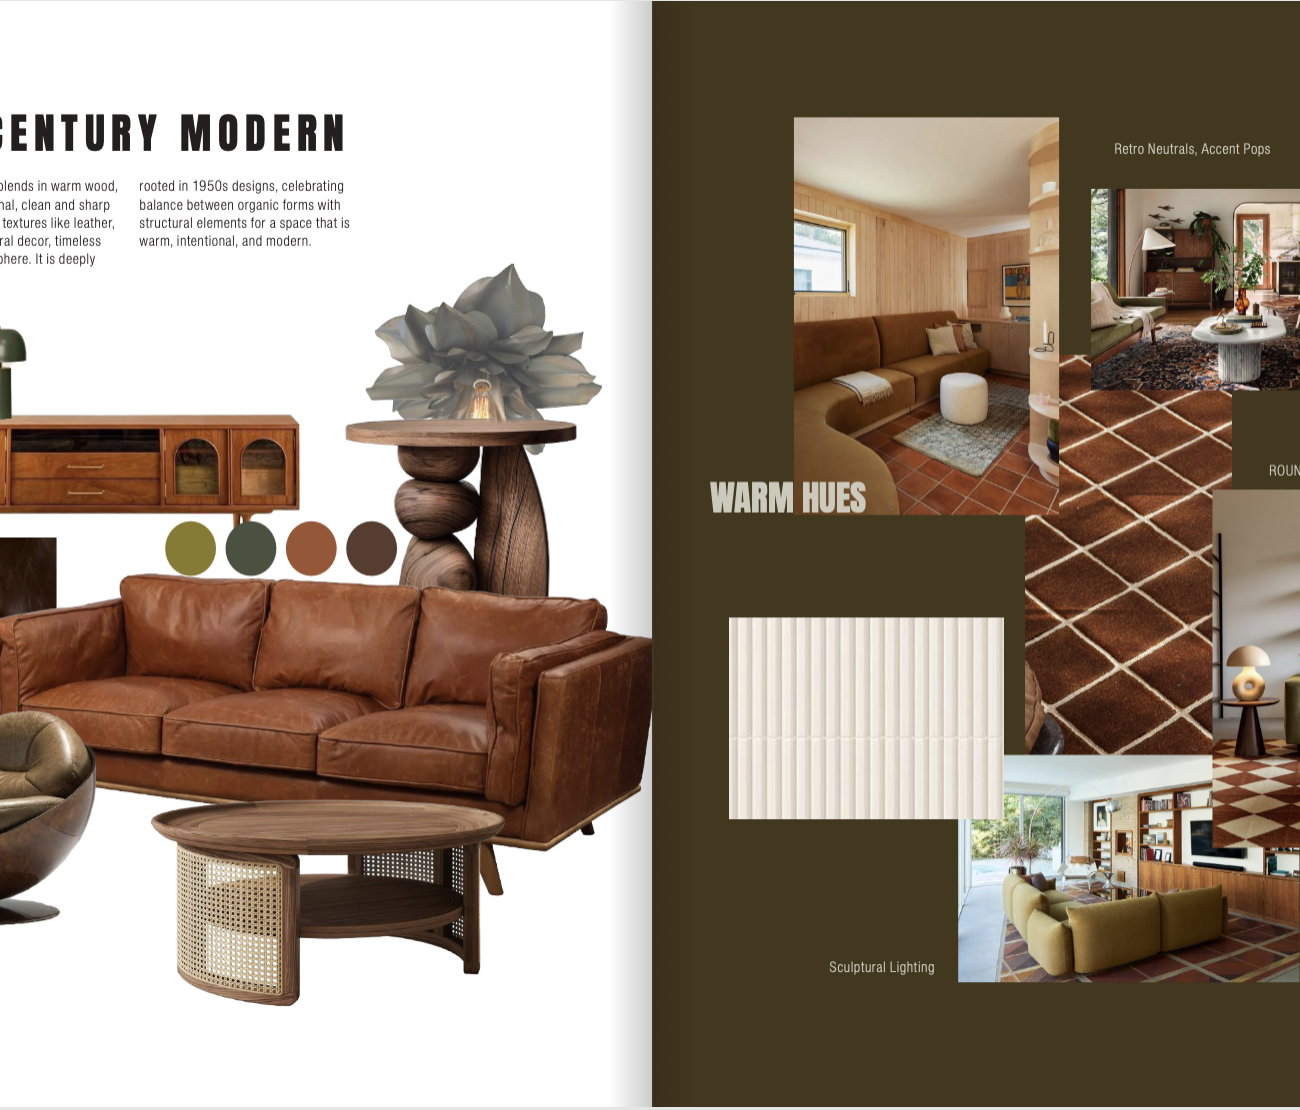 CENTURY MODERN
blends in warm wood,
nal, clean and sharp
textures like leather,
ral decor, timeless
phere. It is deeply
rooted in 1950s designs, celebrating
balance between organic forms with
structural elements for a space that is
warm, intentional, and modern.
Retro Neutrals, Accent Pops
ROUN
WARM HUES
Sculptural Lighting